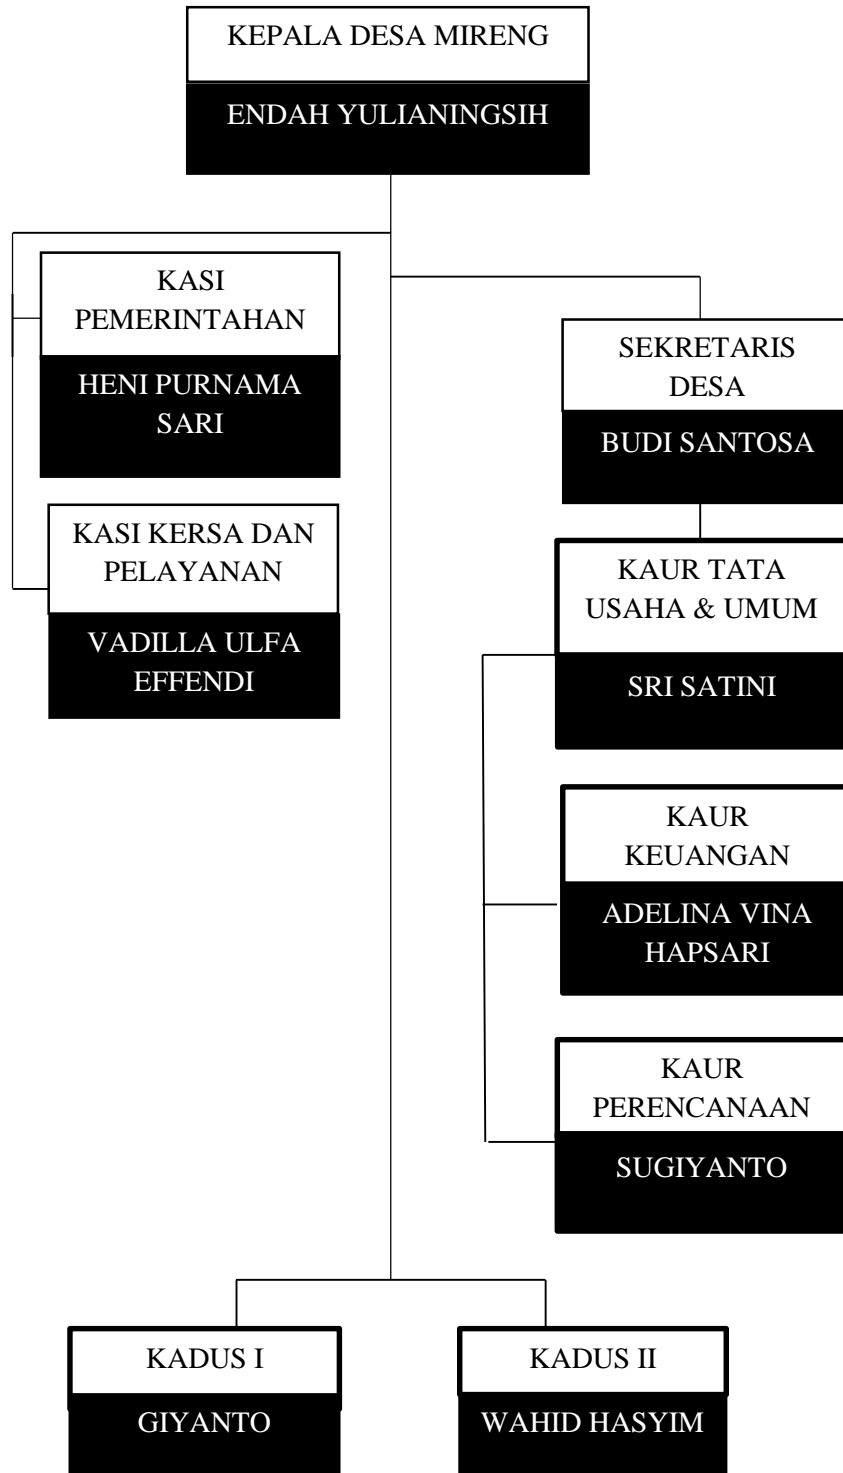 KEPALA DESA MIRENG
ENDAH YULIANINGSIH
KASI
PEMERINTAHAN
HENI PURNAMA
SARI
KASI KERSA DAN
PELAYANAN
VADILLA ULFA
EFFENDI
SEKRETARIS
DESA
BUDI SANTOSA
KAUR TATA
USAHA & UMUM
SRI SATINI
KAUR
KEUANGAN
ADELINA VINA
HAPSARI
KAUR
PERENCANAAN
SUGIYANTO
KADUS I
GIYANTO
KADUS II
WAHID HASYIM